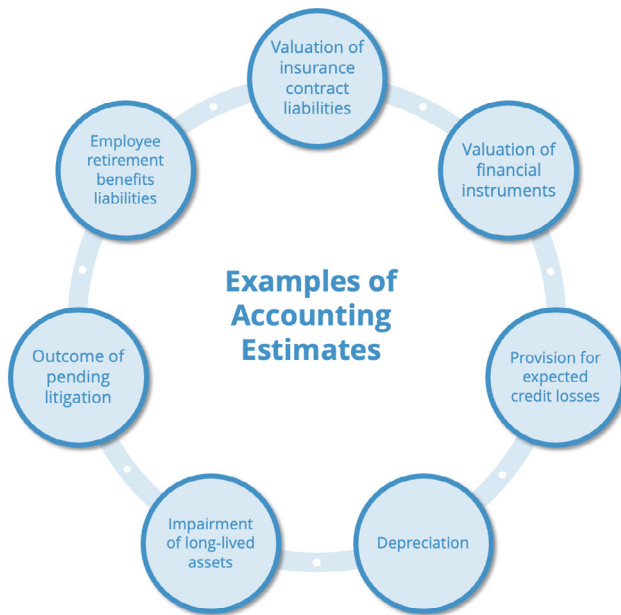 Examples of
Accounting
Estimates
Valuation of
insurance
contract
liabilities
Valuation of
financial
instruments
Provision for
expected
credit losses
Depreciation
Impairment
of long-lived
assets
Outcome of
pending
litigation
Employee
retirement
benefits
liabilities